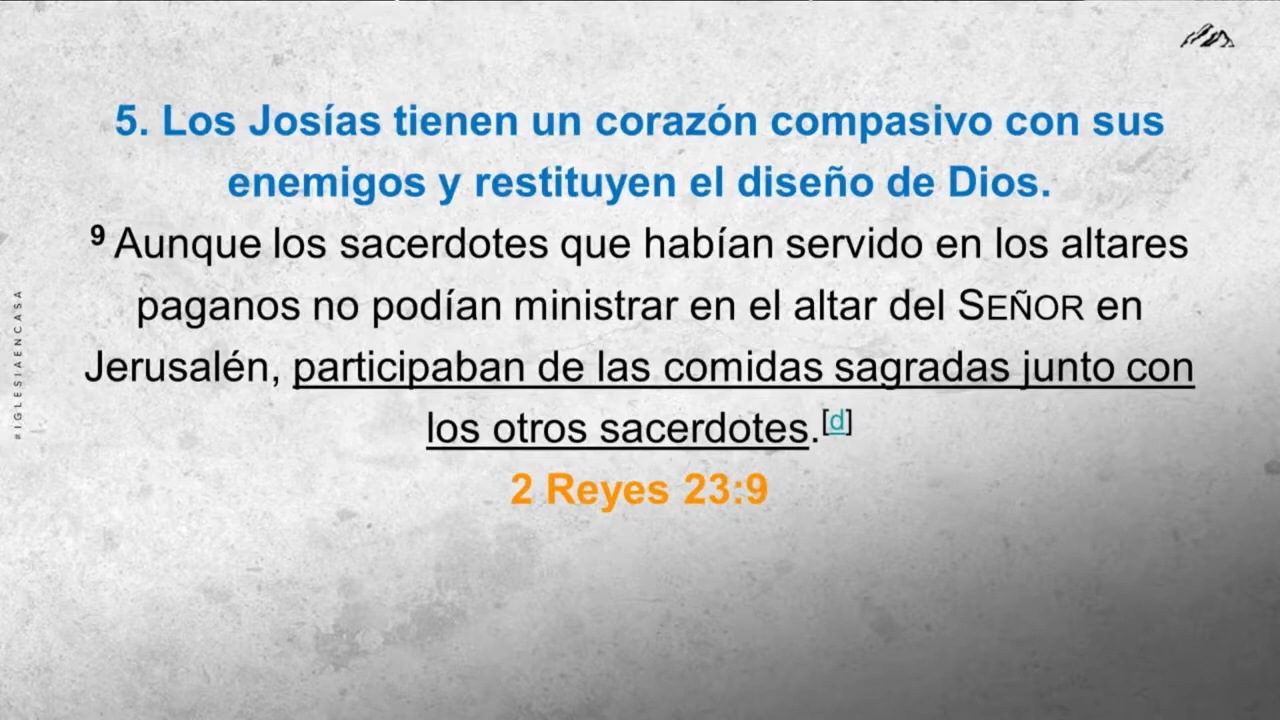 5. Los Josías tienen un corazón compasivo con sus
enemigos y restituyen el diseño de Dios.
9 Aunque los sacerdotes que habían servido en los altares
paganos no podían ministrar en el altar del SEÑOR en
Jerusalén, participaban de las comidas sagradas junto con
los otros sacerdotes.[d]
2 Reyes 23:9
#IGLESIAENCASA